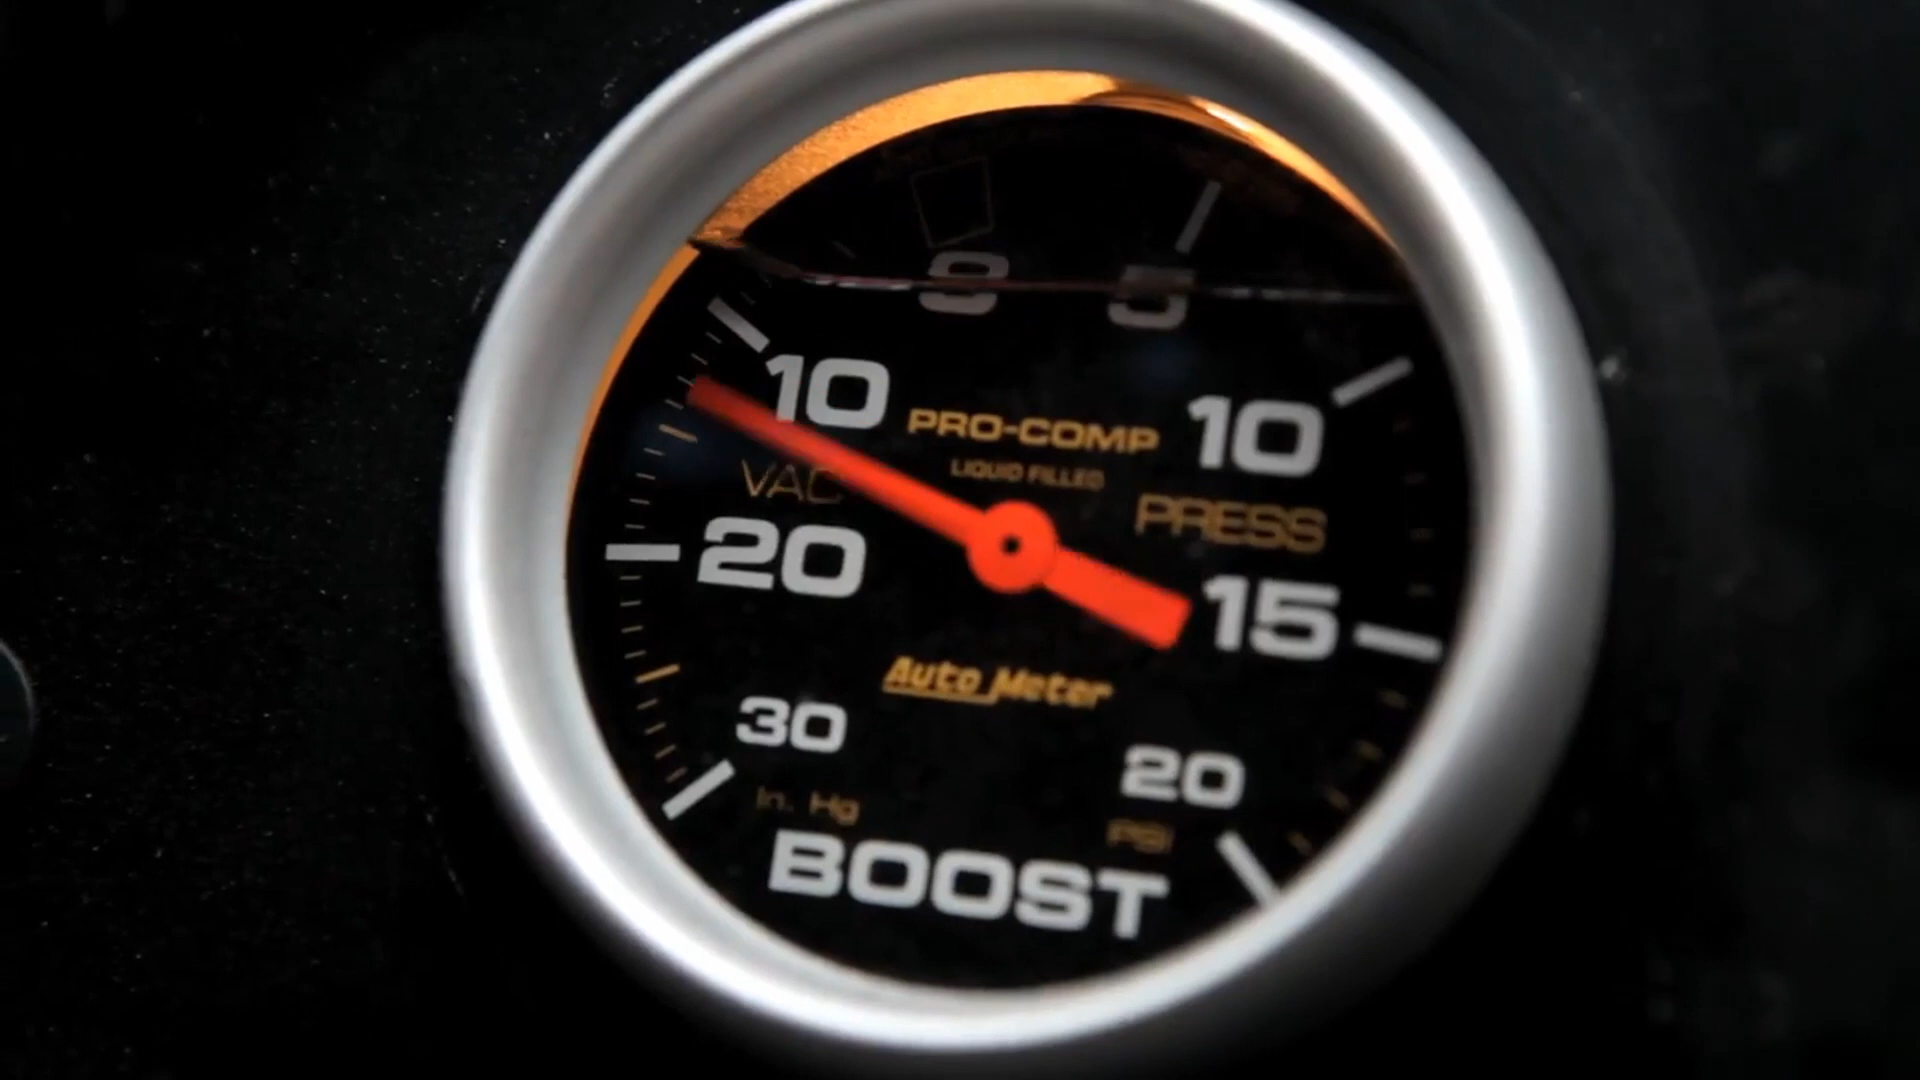 0 5
10 10
PRO-COMP
LIQUID FILLED
VAC PRESS
20 15
Auto Meter
30 20
In. Hg PSI
BOOST